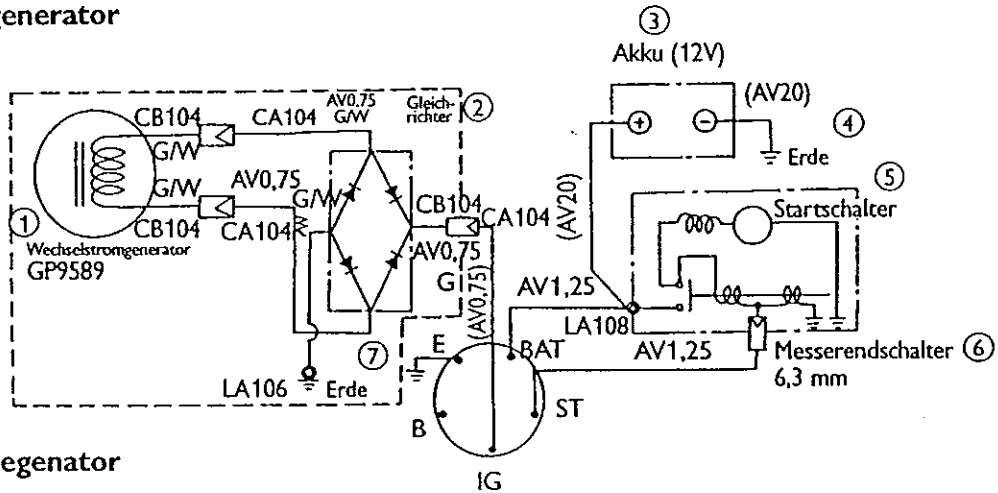 generator
③
Akku (12V)
AV0,75
G/W
Gleich-
richter
②
CB104
CA104
(AV20)
④
+
-
Erde
G/W
G/W
AV0,75
G/W
⑤
Startschalter
①
CB104
CA104
CB104
CA104
(AV20)
Wechselstromgenerator
GP9589
AV0,75
G
(AV0,75)
AV1,25
LA108
E
BAT
AV1,25
Messerendschalter ⑥
6,3 mm
⑦
LA106
Erde
B
ST
IG
egenator